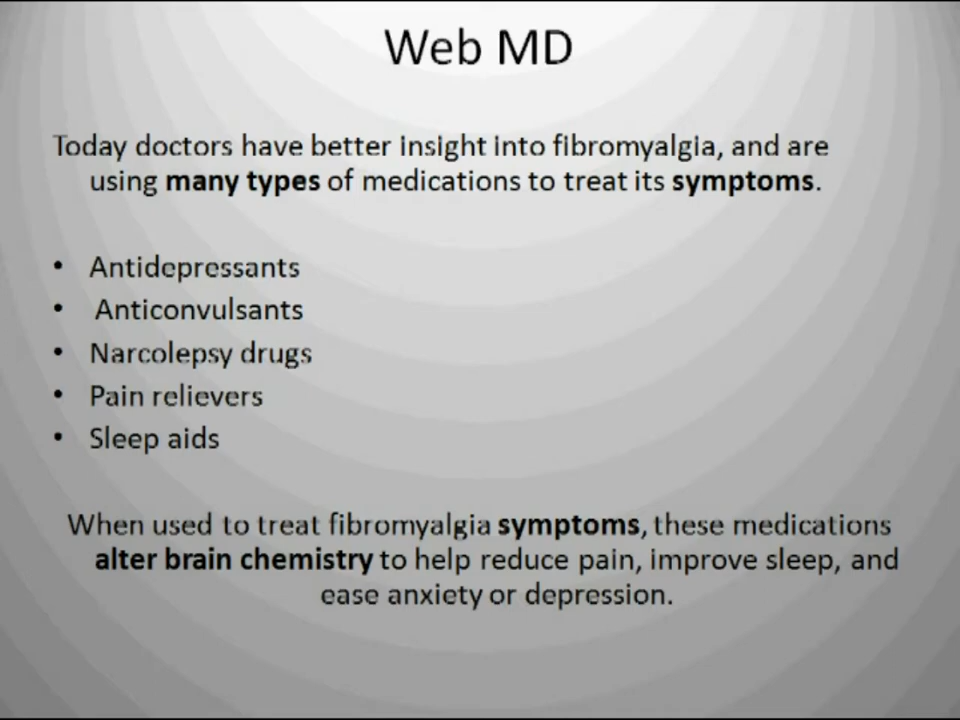 Web MD
Today doctors have better insight into fibromyalgia, and are
using many types of medications to treat its symptoms.
• Antidepressants
• Anticonvulsants
• Narcolepsy drugs
• Pain relievers
• Sleep aids
When used to treat fibromyalgia symptoms, these medications
alter brain chemistry to help reduce pain, improve sleep, and
ease anxiety or depression.